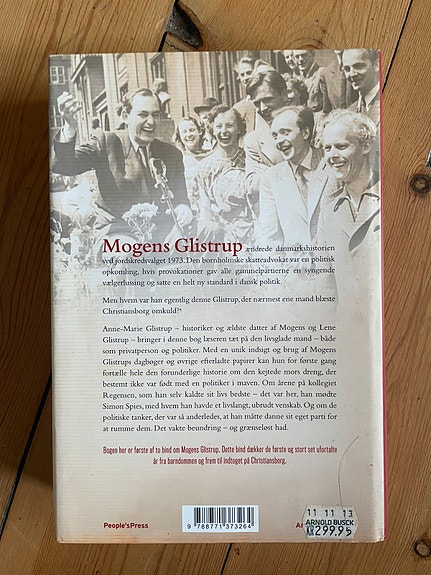 Mogens Glistrup ændrede danmarkshistorien
ved jordskredsvalget 1973. Den bornholmske skatteadvokat var en politisk
opkomling, hvis provokationer gav alle gammelpartierne en syngende
vælgerlussing og satte en helt ny standard i dansk politik.
Men hvem var han egentlig denne Glistrup, der nærmest ene mand blæste
Christiansborg omkuld?
Anne-Marie Glistrup – historiker og ældste datter af Mogens og Lene
Glistrup – bringer i denne bog læseren tæt på den livsglade mand – både
som privatperson og politiker. Med en unik indsigt og brug af Mogens
Glistrups dagbøger og øvrige efterladte papirer kan hun for første gang
fortælle hele den forunderlige historie om den kejtede mors dreng, der
bestemt ikke var født med en politiker i maven. Om årene på kollegiet
Regensen, som han selv kaldte sit livs bedste – det var her, han mødte
Simon Spies, med hvem han havde et livslangt, ubrudt venskab. Og om de
politiske tanker, der var så anderledes, at han måtte danne sit eget parti for
at rumme dem. Det vakte beundring – og grænseløst had.
Bogen her er første af to bind om Mogens Glistrup. Dette bind dækker de første og stort set ufortalte
år fra barndommen og frem til indtoget på Christiansborg.
People'sPress
9 788771 373264
11 11 13
ARNOLD BUSCK
299.95